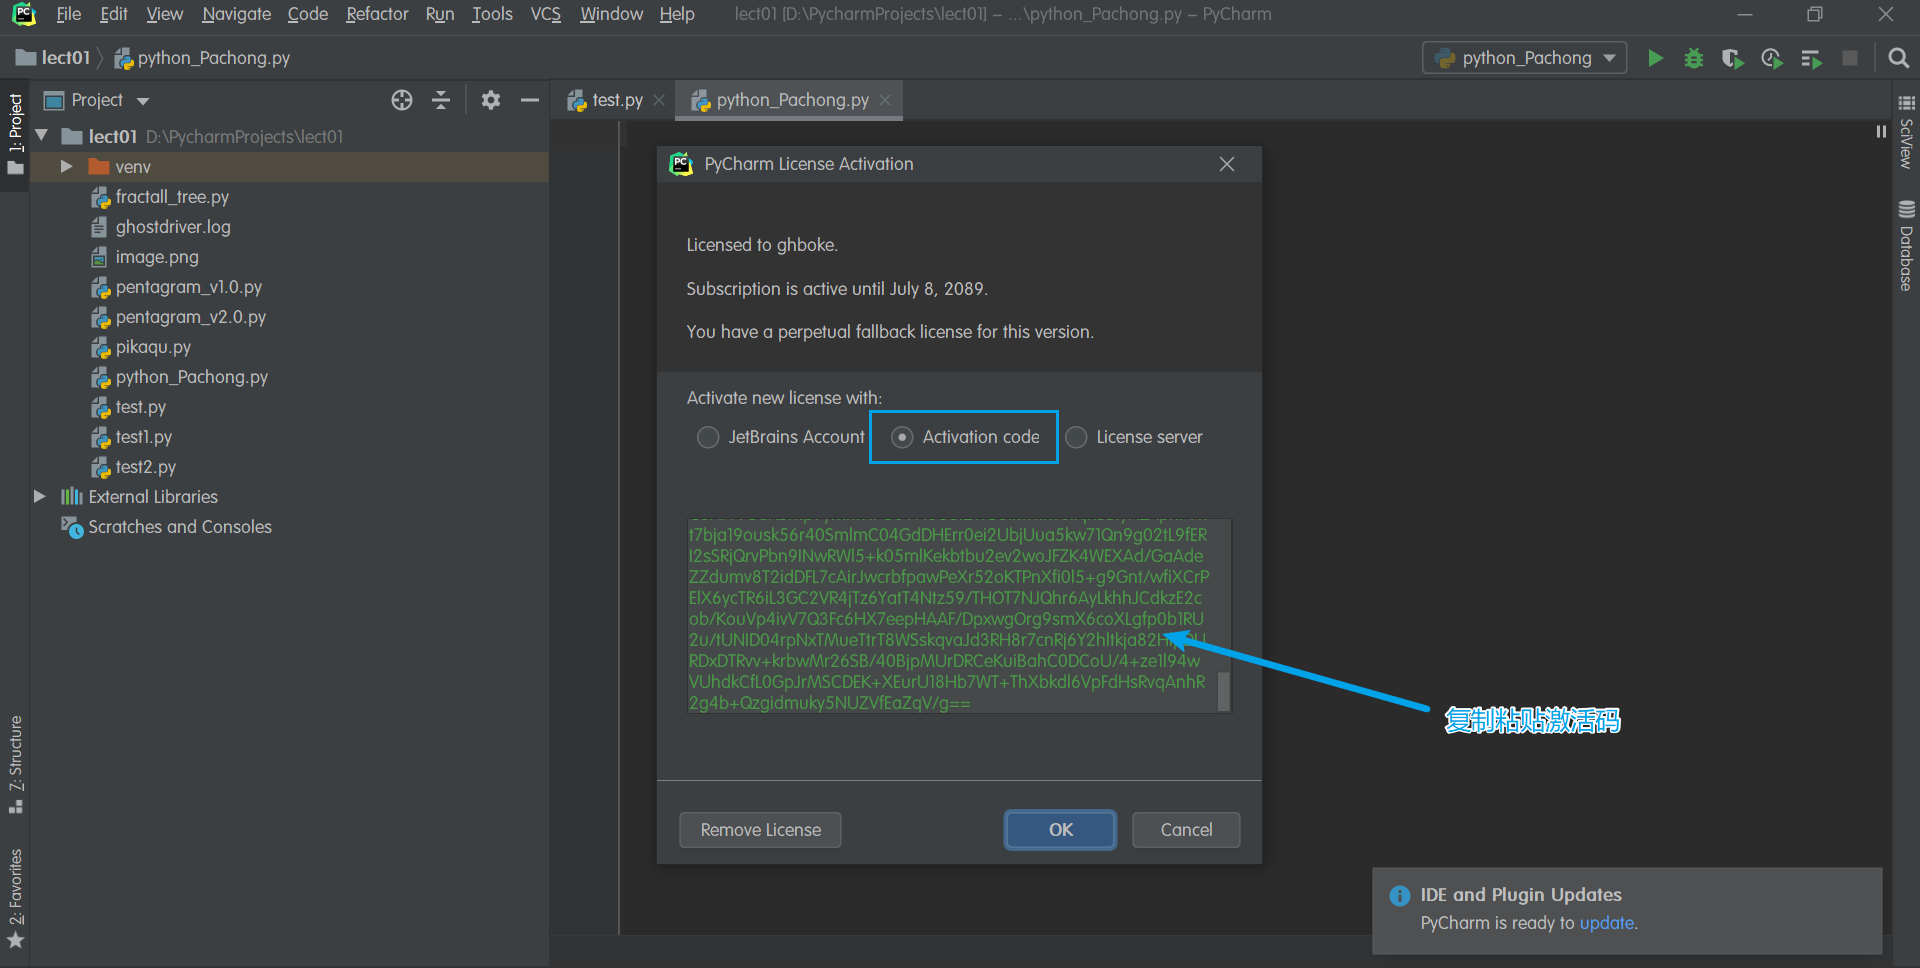 File Edit View Navigate Code Refactor Run Tools VCS Window Help lect01 [D:\PycharmProjects\lect01] – ...\python_Pachong.py – PyCharm
lect01 python_Pachong.py
python_Pachong
1: Project
Project
test.py
python_Pachong.py
lect01 D:\PycharmProjects\lect01
venv
fractall_tree.py
ghostdriver.log
image.png
pentagram_v1.0.py
pentagram_v2.0.py
pikaqu.py
python_Pachong.py
test.py
test1.py
test2.py
External Libraries
Scratches and Consoles
7: Structure
2: Favorites
SciView
Database
PyCharm License Activation
Licensed to ghboke.
Subscription is active until July 8, 2089.
You have a perpetual fallback license for this version.
Activate new license with:
JetBrains Account
Activation code
License server
t7bja19ousk56r40SmlmC04GdDHErr0ei2UbjUua5kw71Qn9g02tL9fER
I2sSRjQrvPbn9INwRWl5+k05mlKekbtbu2ev2woJFZK4WEXAd/GaAde
ZZdumv8T2idDFL7cAirJwcrbfpawPeXr52oKTPnXfi0l5+g9Gnt/wfiXCrP
ElX6ycTR6iL3GC2VR4jTz6YatT4Ntz59/THOT7NJQhr6AyLkhhJCdkzE2c
ob/KouVp4ivV7Q3Fc6HX7eepHAAF/DpxwgOrg9smX6coXLgfp0b1RU
2u/tUNID04rpNxTMueTtrT8WSskqvaJd3RH8r7cnRj6Y2hltkja82H
RDxDTRvv+krbwMr26SB/40BjpMUrDRCeKuiBahC0DCoU/4+ze1l94w
VUhdkCfL0GpJrMSCDEK+XEurU18Hb7WT+ThXbkdl6VpFdHsRvqAnhR
2g4b+Qzgidmuky5NUZVfEaZqV/g==
复制粘贴激活码
Remove License
OK
Cancel
IDE and Plugin Updates
PyCharm is ready to update.